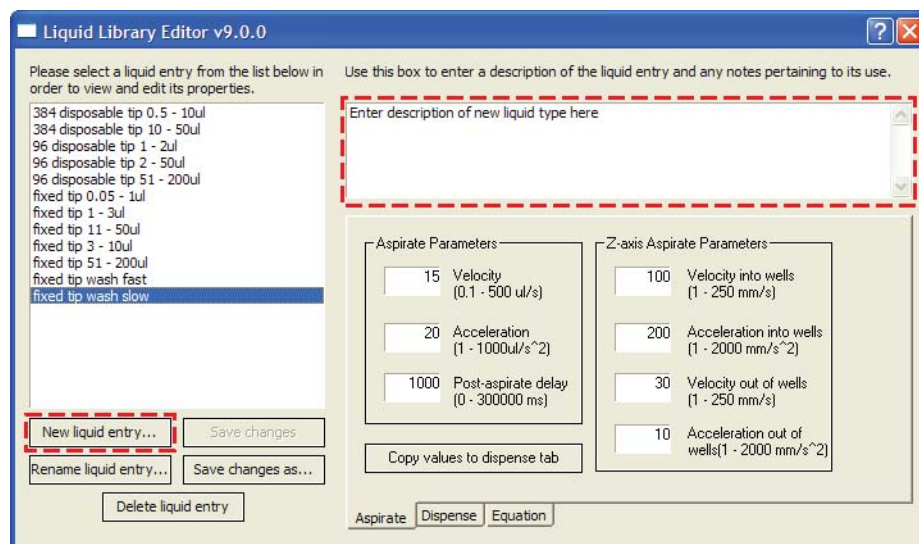 Liquid Library Editor v9.0.0
Please select a liquid entry from the list below in
order to view and edit its properties.
384 disposable tip 0.5 - 10ul
384 disposable tip 10 - 50ul
96 disposable tip 1 - 2ul
96 disposable tip 2 - 50ul
96 disposable tip 51 - 200ul
fixed tip 0.05 - 1ul
fixed tip 1 - 3ul
fixed tip 11 - 50ul
fixed tip 3 - 10ul
fixed tip 51 - 200ul
fixed tip wash fast
fixed tip wash slow
New liquid entry...
Save changes
Rename liquid entry...
Save changes as...
Delete liquid entry
Use this box to enter a description of the liquid entry and any notes pertaining to its use.
Enter description of new liquid type here
Aspirate Parameters
15 Velocity
(0.1 - 500 ul/s)
20 Acceleration
(1 - 1000ul/s^2)
1000 Post-aspirate delay
(0 - 300000 ms)
Copy values to dispense tab
Z-axis Aspirate Parameters
100 Velocity into wells
(1 - 250 mm/s)
200 Acceleration into wells
(1 - 2000 mm/s^2)
30 Velocity out of wells
(1 - 250 mm/s)
10 Acceleration out of
wells(1 - 2000 mm/s^2)
Aspirate Dispense Equation